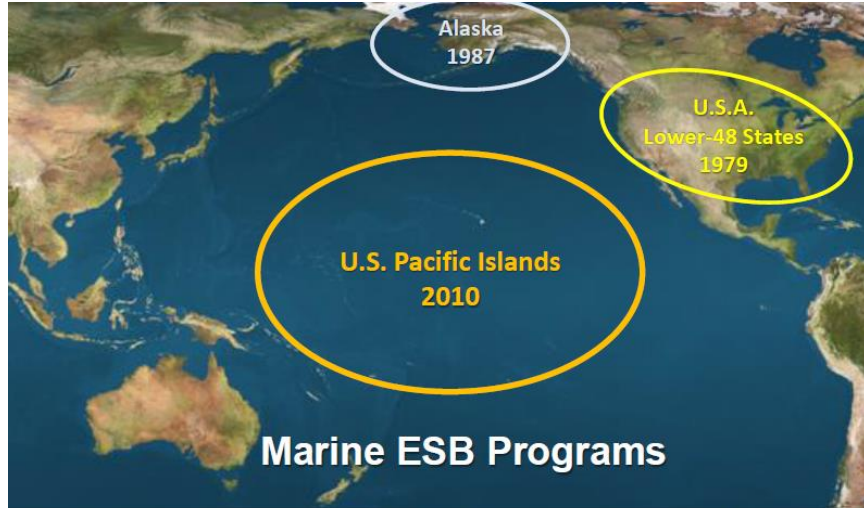 Alaska
1987
U.S.A.
Lower-48 States
1979
U.S. Pacific Islands
2010
Marine ESB Programs